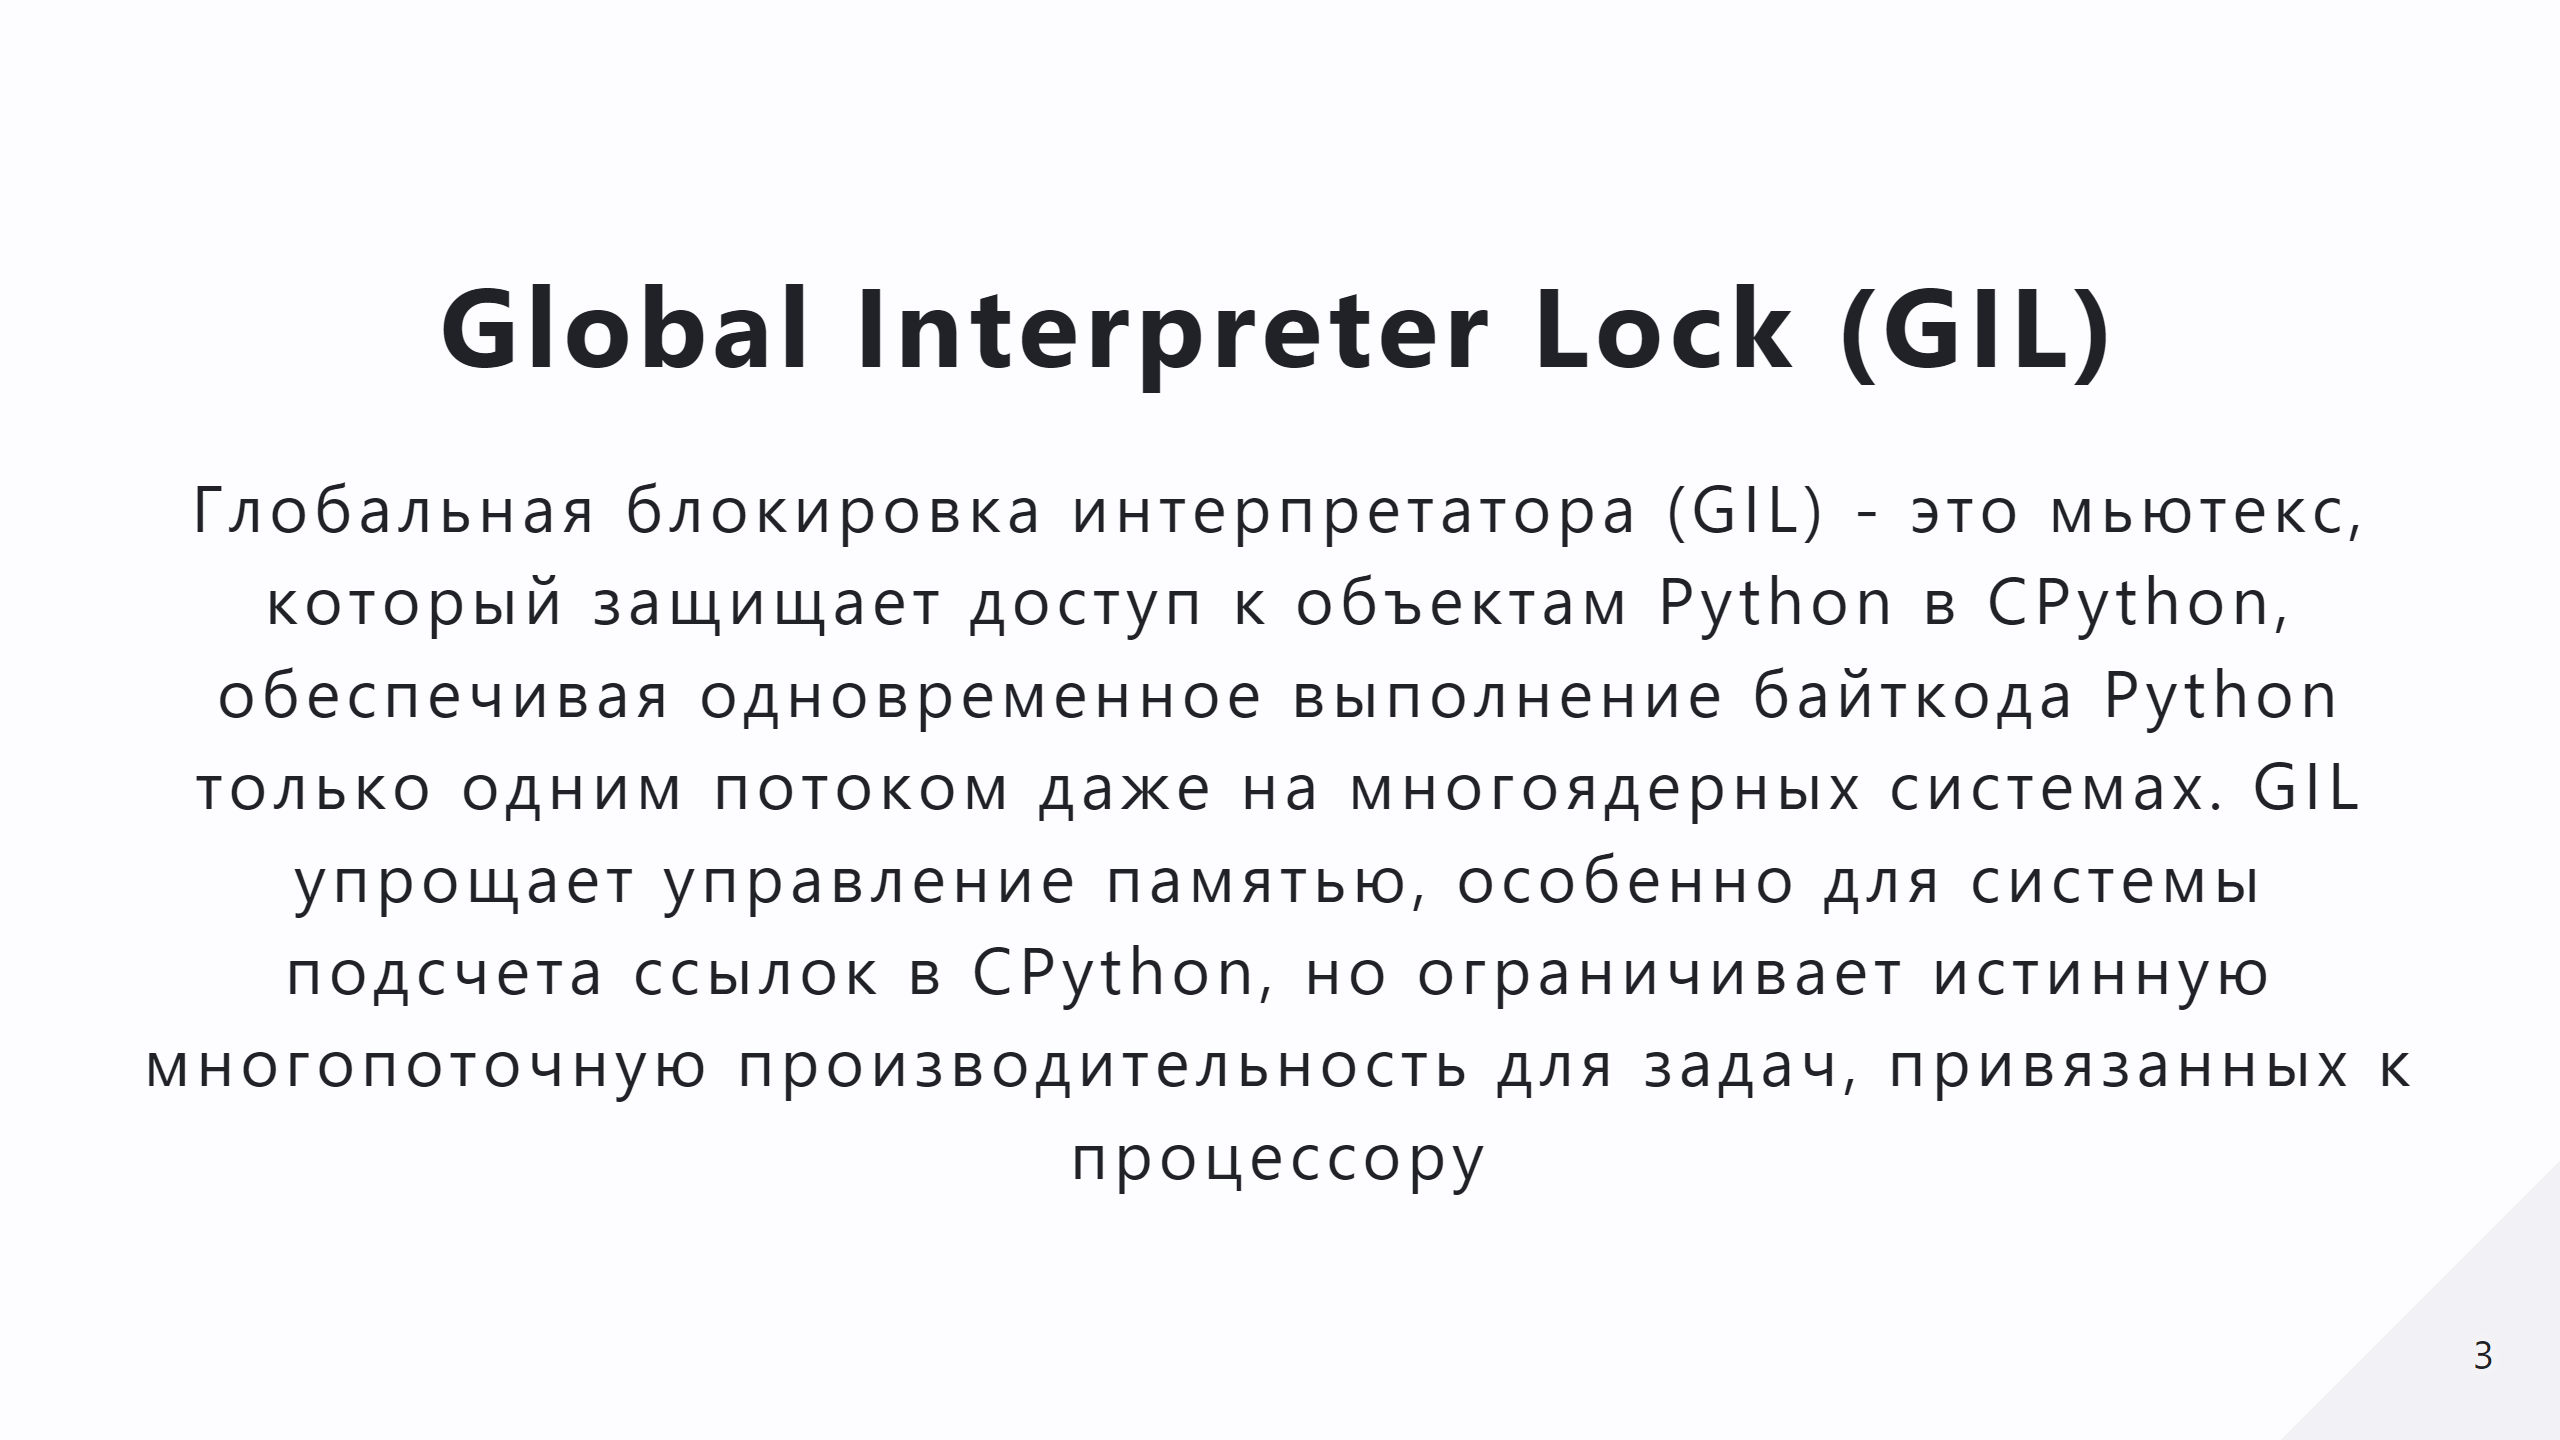 Global Interpreter Lock (GIL)
Глобальная блокировка интерпретатора (GIL) - это мьютекс,
который защищает доступ к объектам Python в CPython,
обеспечивая одновременное выполнение байткода Python
только одним потоком даже на многоядерных системах. GIL
упрощает управление памятью, особенно для системы
подсчета ссылок в CPython, но ограничивает истинную
многопоточную производительность для задач, привязанных к
процессору
3